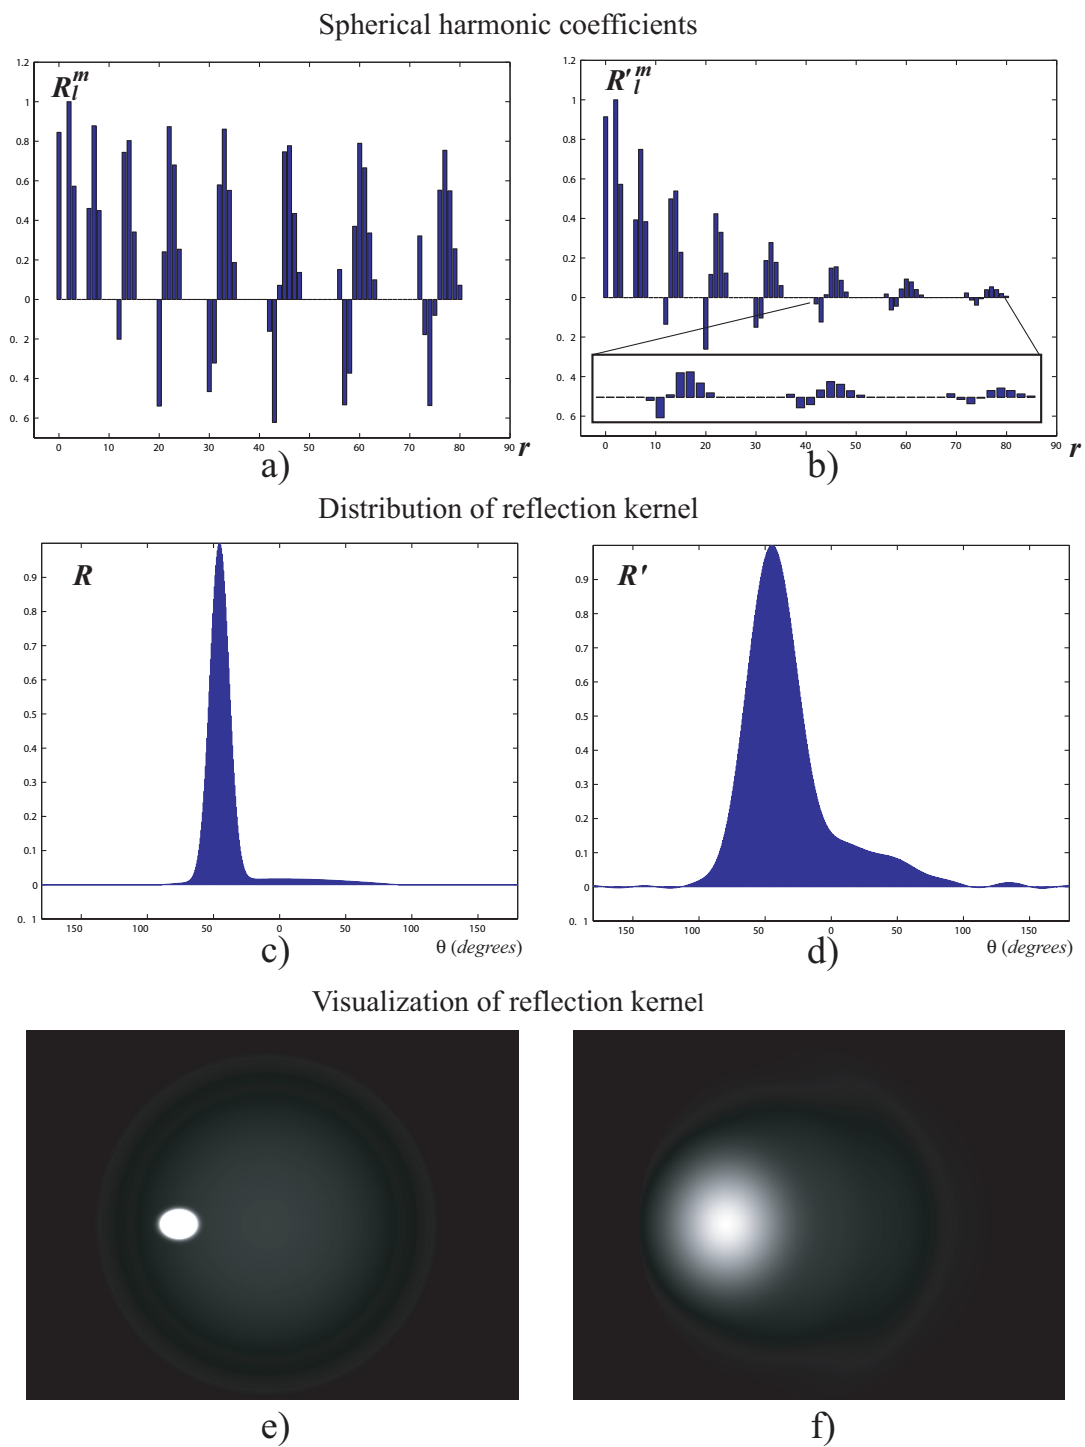 Spherical harmonic coefficients
R_l^m
1.2
1
0.8
0.6
0.4
0.2
0
0. 2
0. 4
0. 6
0 10 20 30 40 50 60 70 80 90 r
a)
R'_l^m
1.2
1
0.8
0.6
0.4
0.2
0
0. 2
0. 4
0. 6
0 10 20 30 40 50 60 70 80 90 r
b)
Distribution of reflection kernel
R
0.9
0.8
0.7
0.6
0.5
0.4
0.3
0.2
0.1
0
0. 1
150 100 50 0 50 100 150
c)
θ (degrees)
R'
0.9
0.8
0.7
0.6
0.5
0.4
0.3
0.2
0.1
0
0. 1
150 100 50 0 50 100 150
d)
θ (degrees)
Visualization of reflection kernel
e)
f)